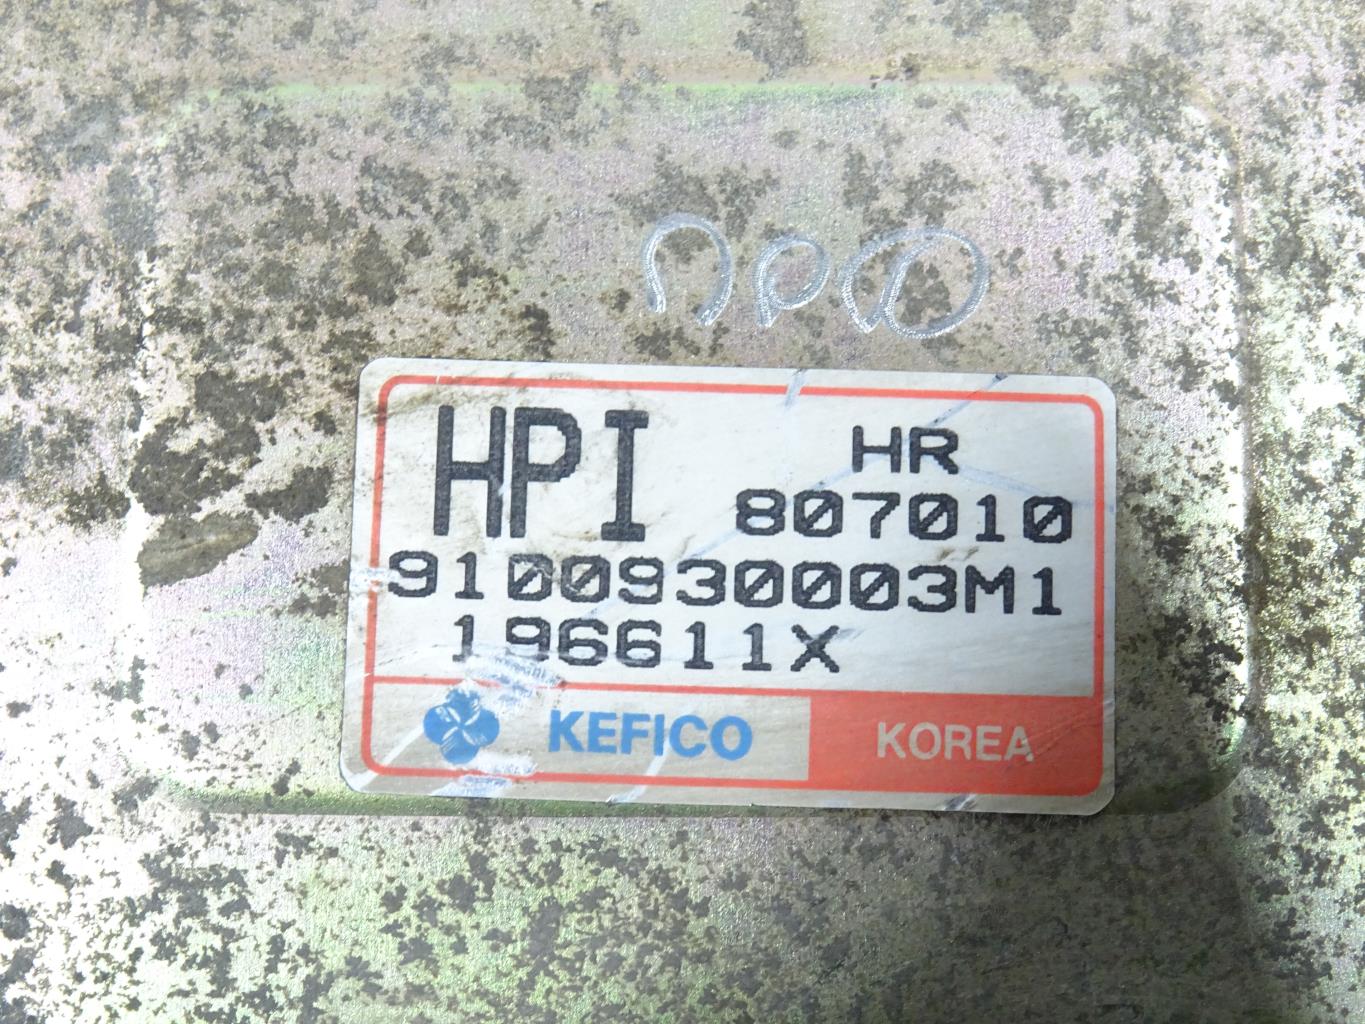 HPI HR
807010
9100930003M1
196611X
KEFICO KOREA